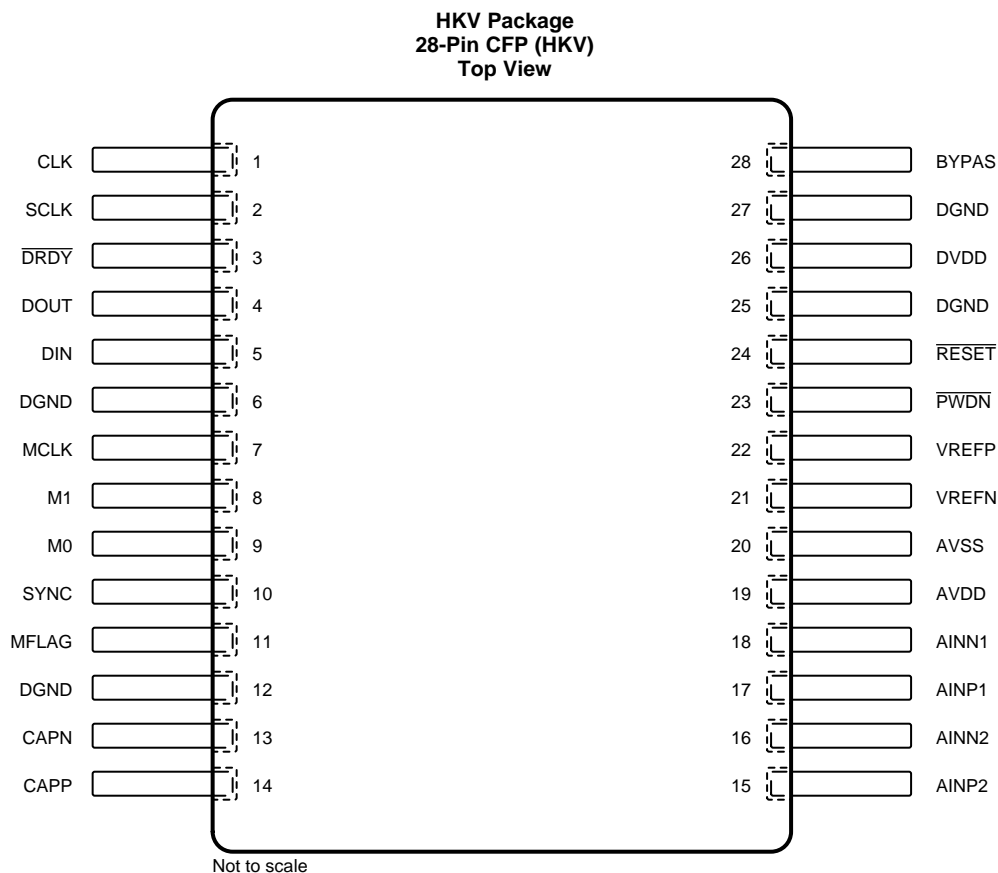 HKV Package
28-Pin CFP (HKV)
Top View
CLK 1 28 BYPAS
SCLK 2 27 DGND
D̅R̅D̅Y̅ 3 26 DVDD
DOUT 4 25 DGND
DIN 5 24 R̅E̅S̅E̅T̅
DGND 6 23 P̅W̅D̅N̅
MCLK 7 22 VREFP
M1 8 21 VREFN
M0 9 20 AVSS
SYNC 10 19 AVDD
MFLAG 11 18 AINN1
DGND 12 17 AINP1
CAPN 13 16 AINN2
CAPP 14 15 AINP2
Not to scale